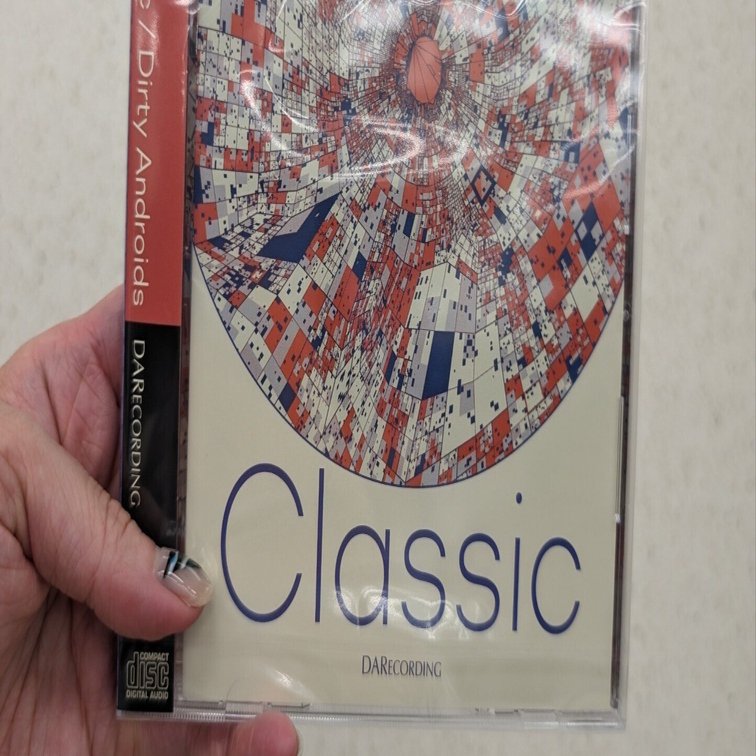 c / Dirty Androids
DARECORDING
COMPACT
disc
DIGITAL AUDIO
Classic
DARECORDING